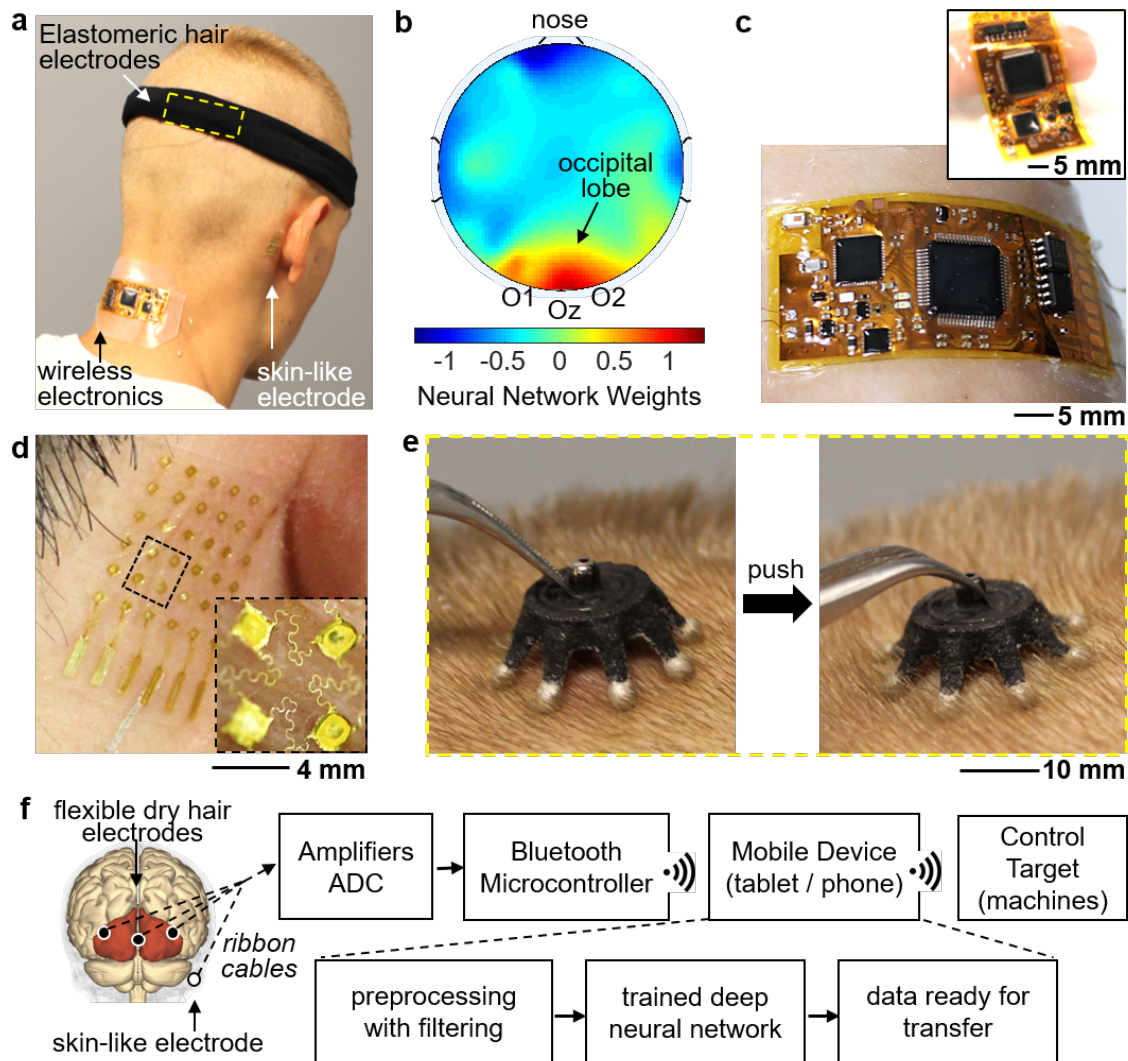 a
Elastomeric hair
electrodes
wireless
electronics
skin-like
electrode
b
nose
occipital
lobe
O1
Oz
O2
-1 -0.5 0 0.5 1
Neural Network Weights
c
5 mm
5 mm
d
4 mm
e
push
10 mm
f
flexible dry hair
electrodes
ribbon
cables
skin-like electrode
Amplifiers
ADC
Bluetooth
Microcontroller
Mobile Device
(tablet / phone)
Control
Target
(machines)
preprocessing
with filtering
trained deep
neural network
data ready for
transfer